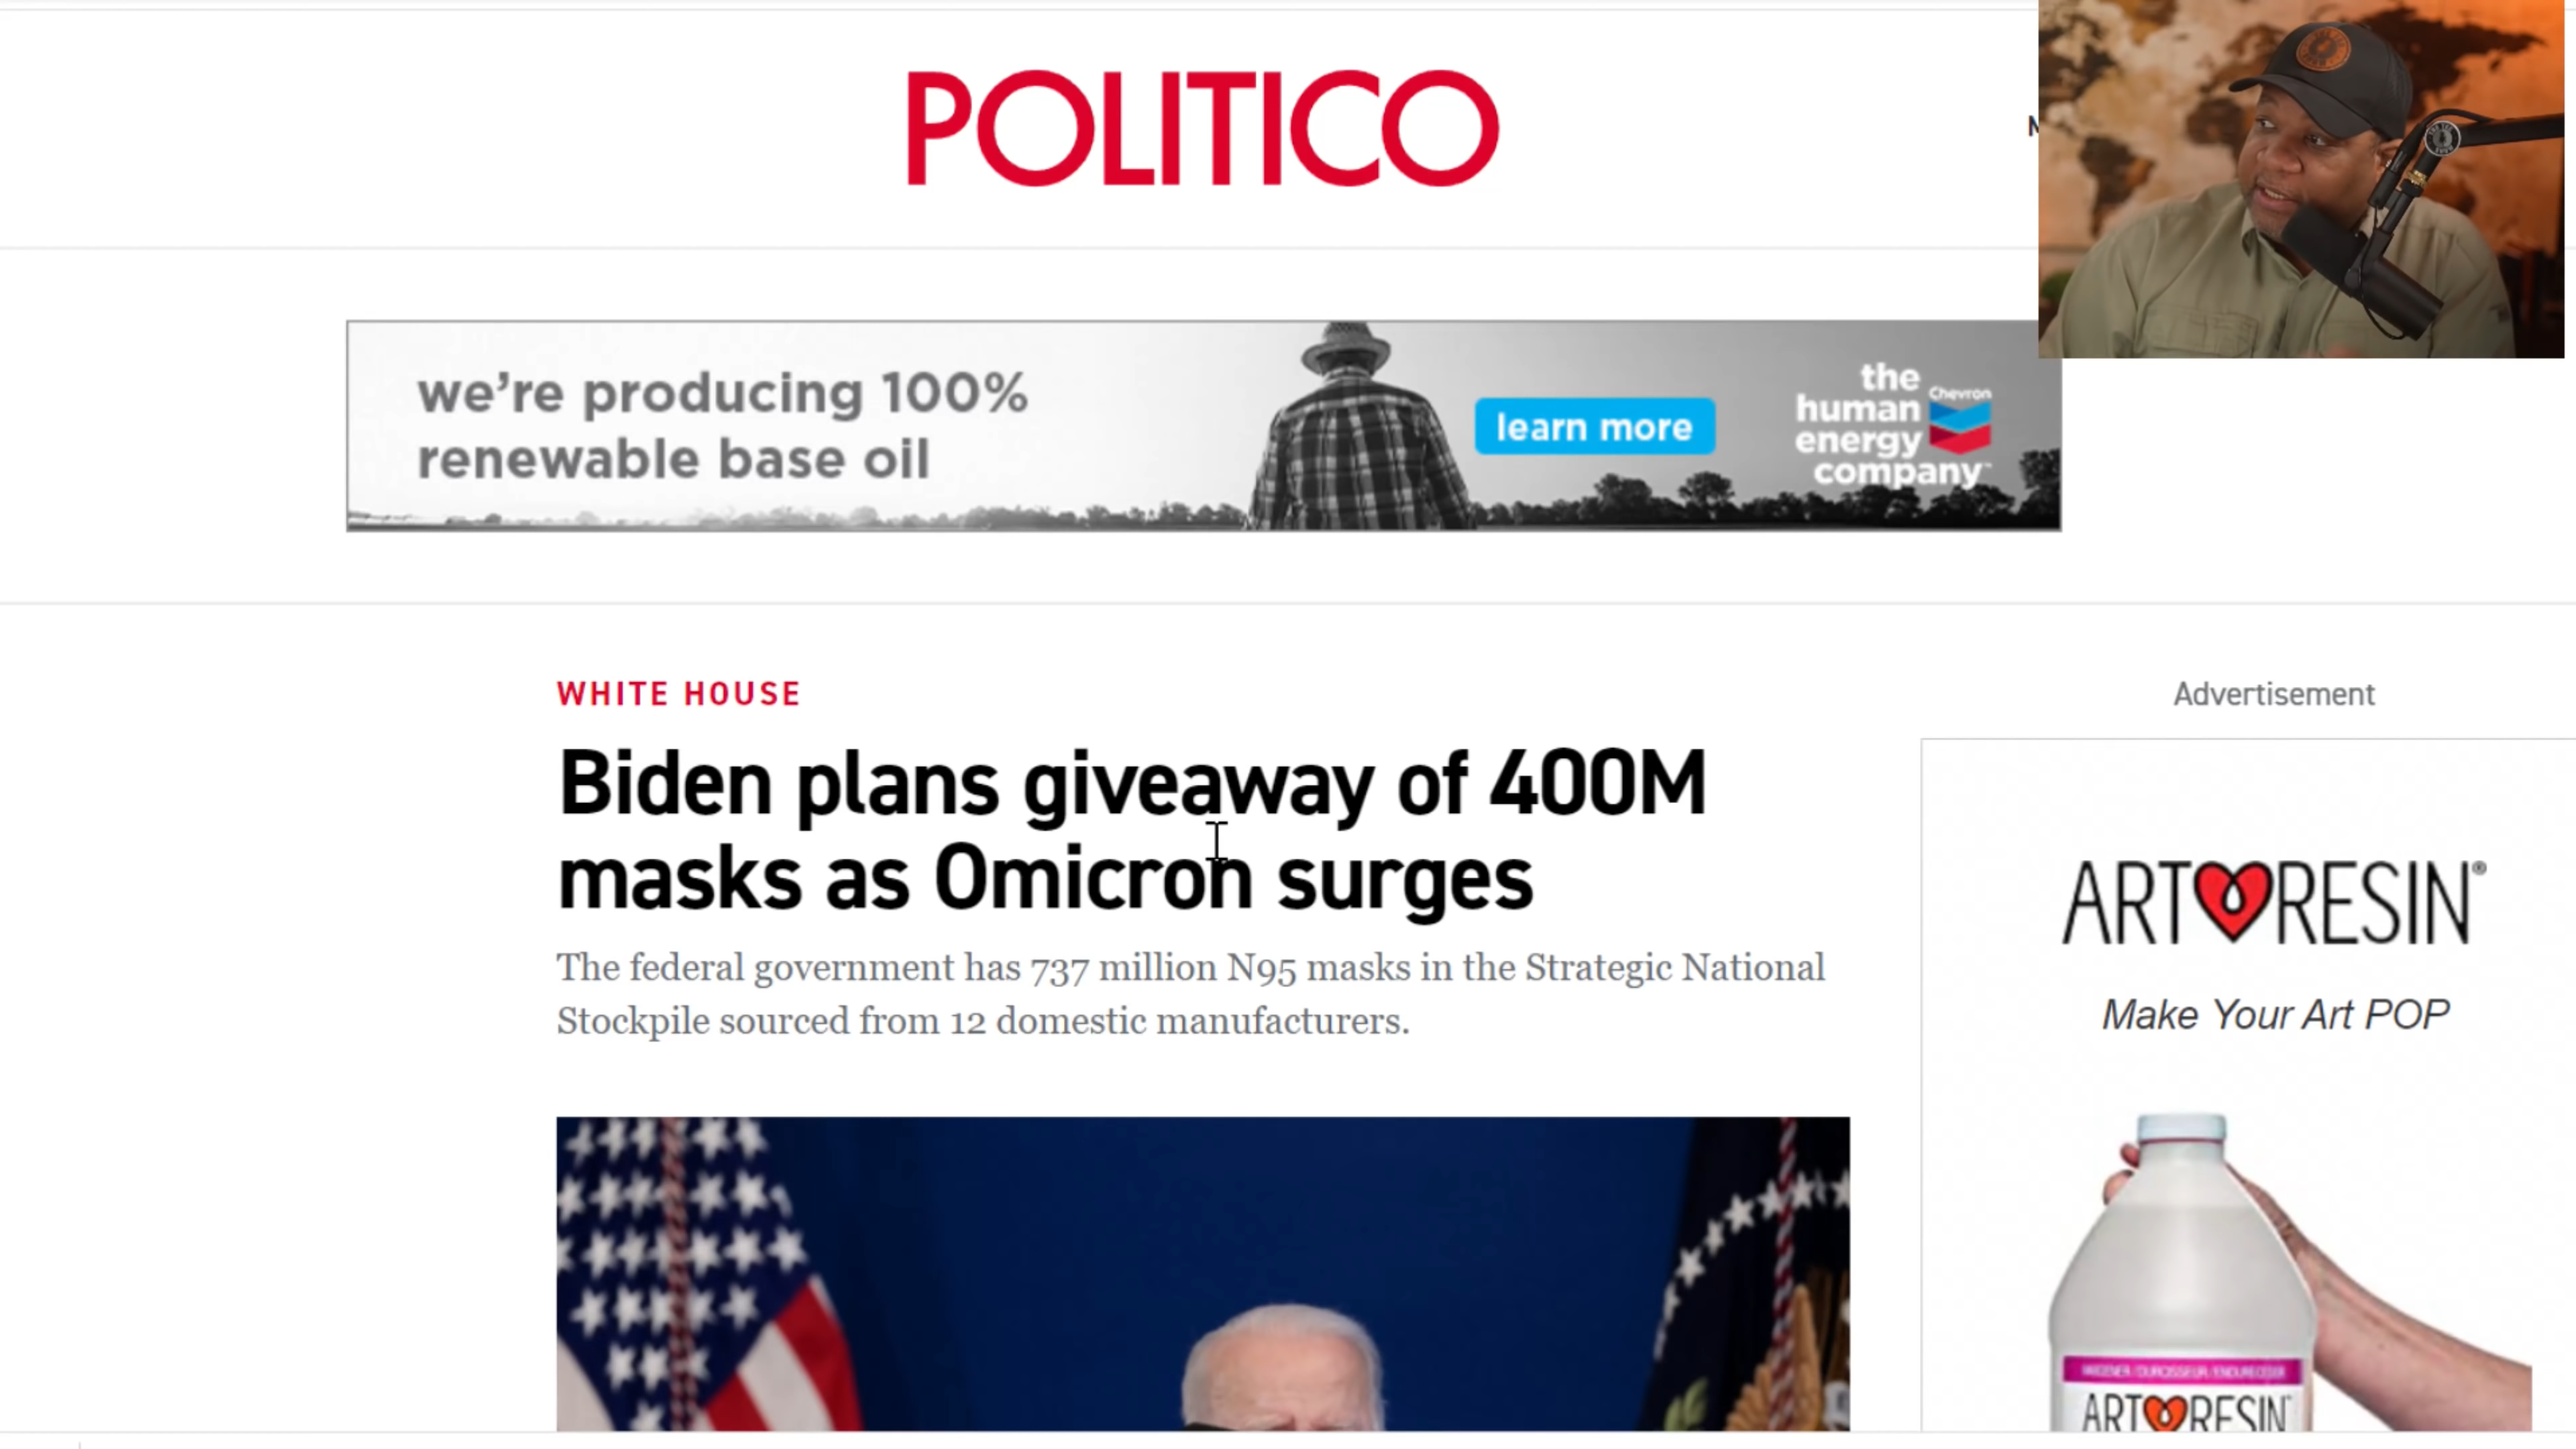 POLITICO
we're producing 100%
renewable base oil
learn more
the
human
energy
company
Chevron
WHITE HOUSE
Biden plans giveaway of 400M
masks as Omicron surges
The federal government has 737 million N95 masks in the Strategic National
Stockpile sourced from 12 domestic manufacturers.
Advertisement
ART RESIN®
Make Your Art POP
ART RESIN